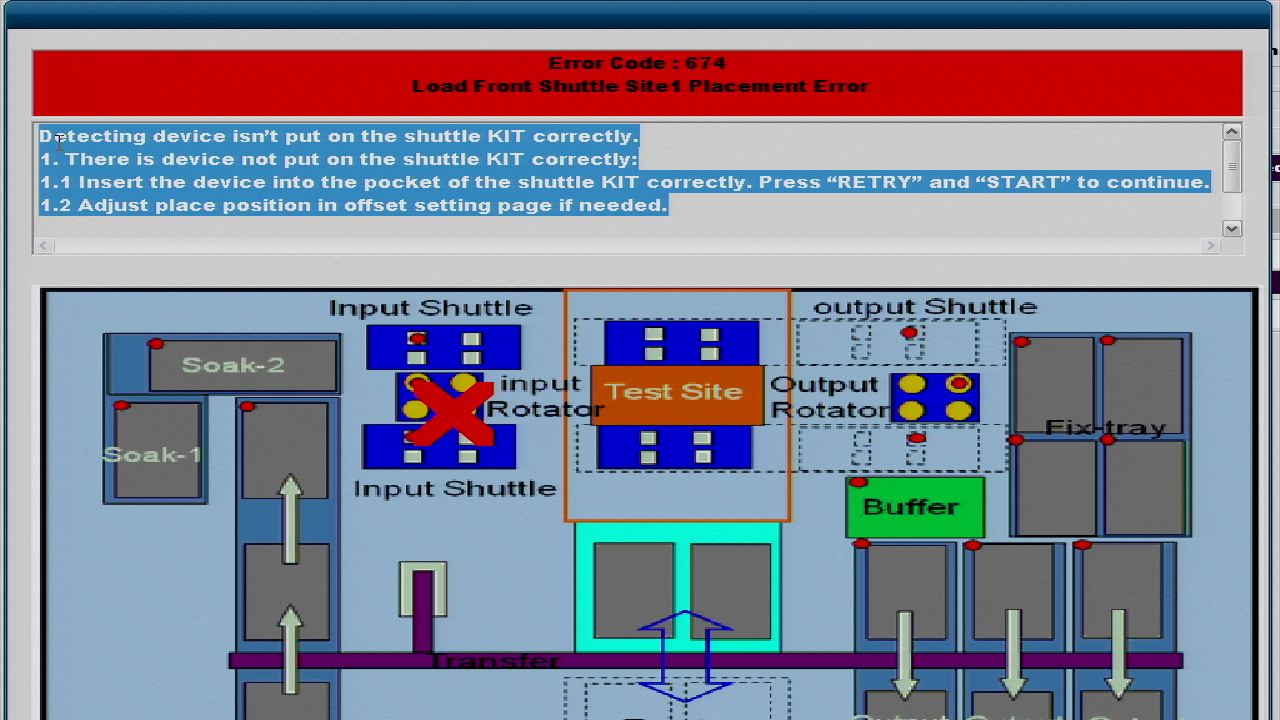 Error Code : 674
Load Front Shuttle Site1 Placement Error
Detecting device isn’t put on the shuttle KIT correctly.
1. There is device not put on the shuttle KIT correctly:
1.1 Insert the device into the pocket of the shuttle KIT correctly. Press “RETRY” and “START” to continue.
1.2 Adjust place position in offset setting page if needed.
Input Shuttle
output Shuttle
Soak-2
input
Rotator
Test Site
Output
Rotator
Fix-tray
Soak-1
Input Shuttle
Buffer
Transfer